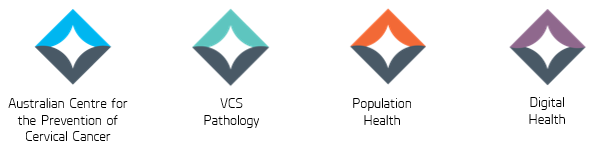 Australian Centre for
the Prevention of
Cervical Cancer
VCS
Pathology
Population
Health
Digital
Health